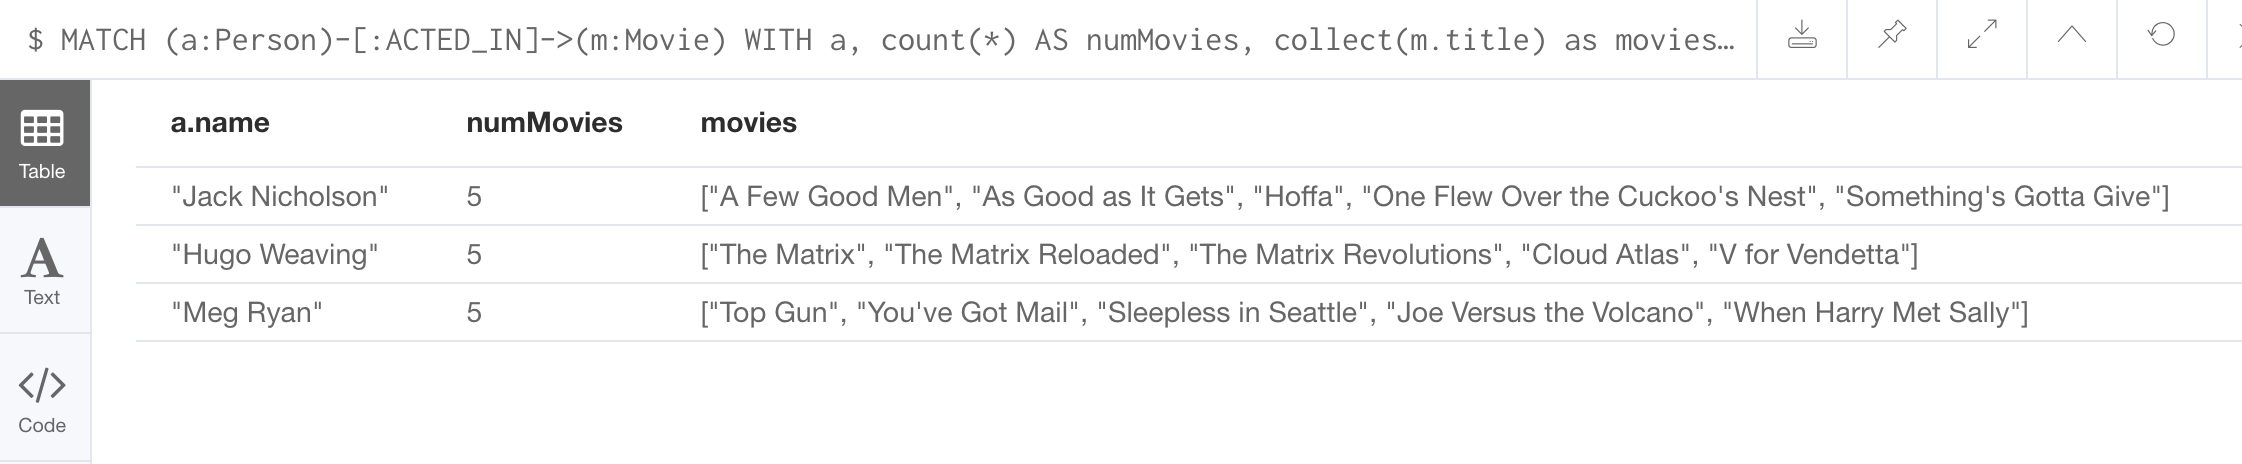 $ MATCH (a:Person)-[:ACTED_IN]->(m:Movie) WITH a, count(*) AS numMovies, collect(m.title) as movies…
a.name numMovies movies
Table
"Jack Nicholson" 5 ["A Few Good Men", "As Good as It Gets", "Hoffa", "One Flew Over the Cuckoo's Nest", "Something's Gotta Give"]
"Hugo Weaving" 5 ["The Matrix", "The Matrix Reloaded", "The Matrix Revolutions", "Cloud Atlas", "V for Vendetta"]
A
Text
"Meg Ryan" 5 ["Top Gun", "You've Got Mail", "Sleepless in Seattle", "Joe Versus the Volcano", "When Harry Met Sally"]
</>
Code